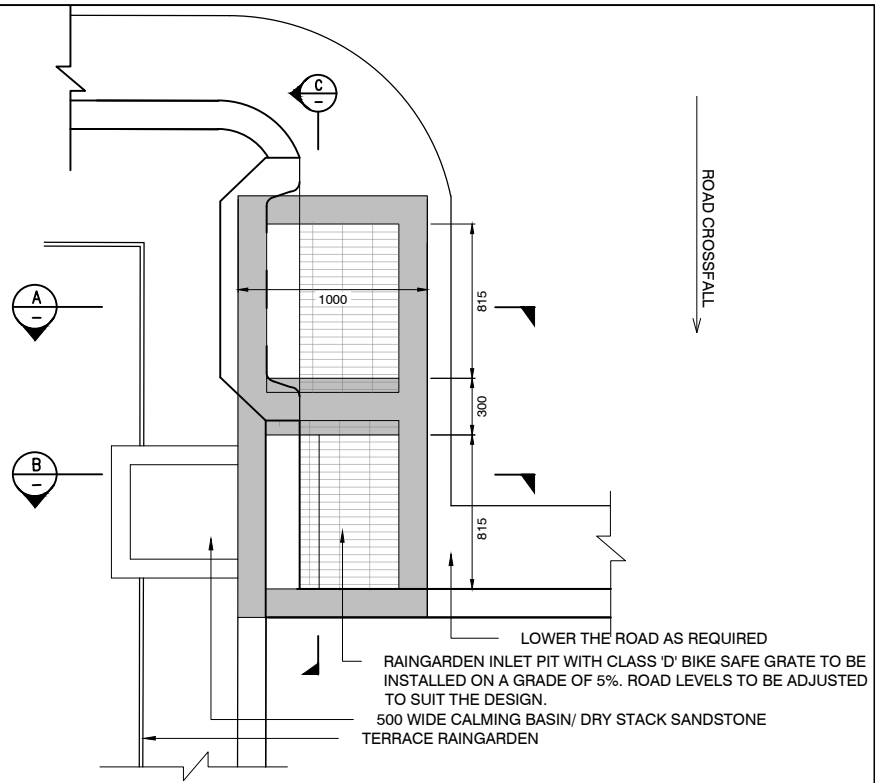 C
-
ROAD CROSSFALL
A
-
1000
815
300
B
-
815
LOWER THE ROAD AS REQUIRED
RAINGARDEN INLET PIT WITH CLASS 'D' BIKE SAFE GRATE TO BE
INSTALLED ON A GRADE OF 5%. ROAD LEVELS TO BE ADJUSTED
TO SUIT THE DESIGN.
500 WIDE CALMING BASIN/ DRY STACK SANDSTONE
TERRACE RAINGARDEN